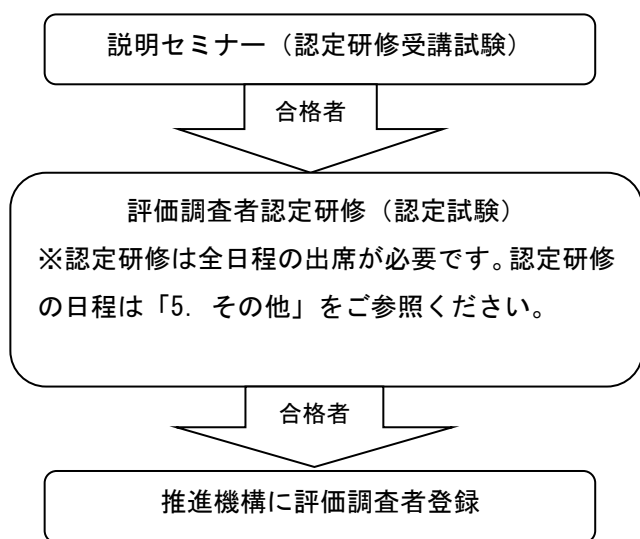 説明セミナー（認定研修受講試験）
合格者
評価調査者認定研修（認定試験）
※認定研修は全日程の出席が必要です。認定研修
の日程は「5. その他」をご参照ください。
合格者
推進機構に評価調査者登録